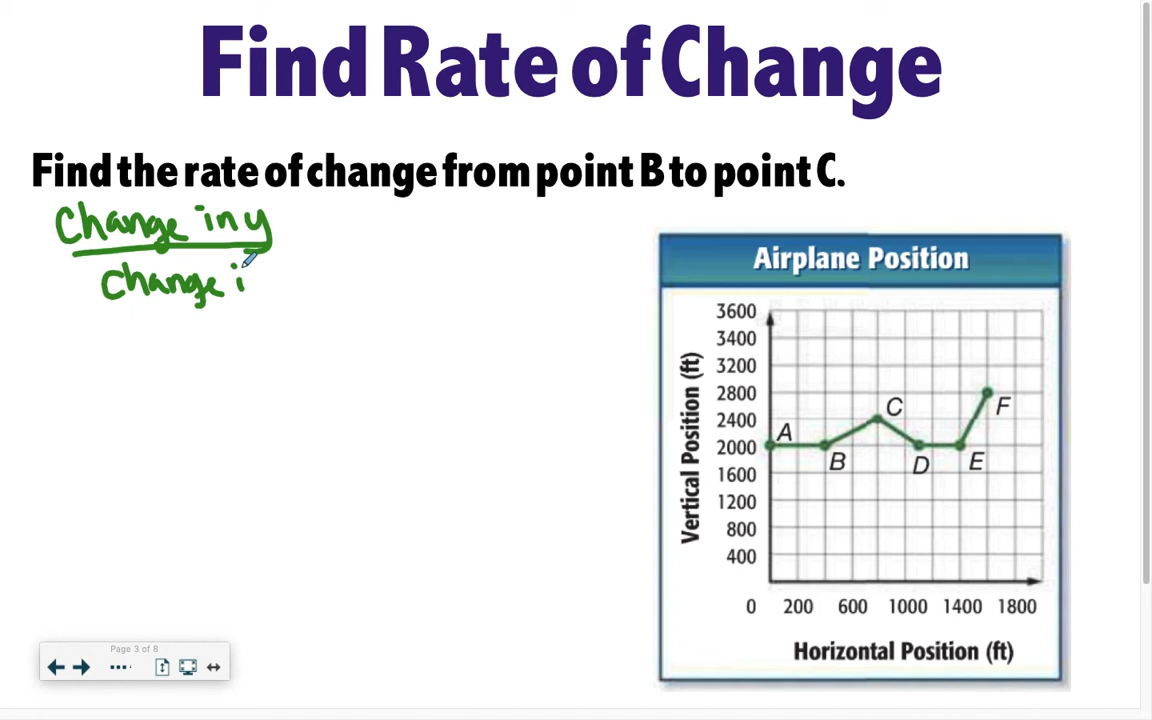 Find Rate of Change
Find the rate of change from point B to point C.
Change in y
change i
Airplane Position
Vertical Position (ft)
3600
3400
3200
2800
2400
2000
1600
1200
800
400
A
B
C
D
E
F
0 200 600 1000 1400 1800
Horizontal Position (ft)
Page 3 of 8